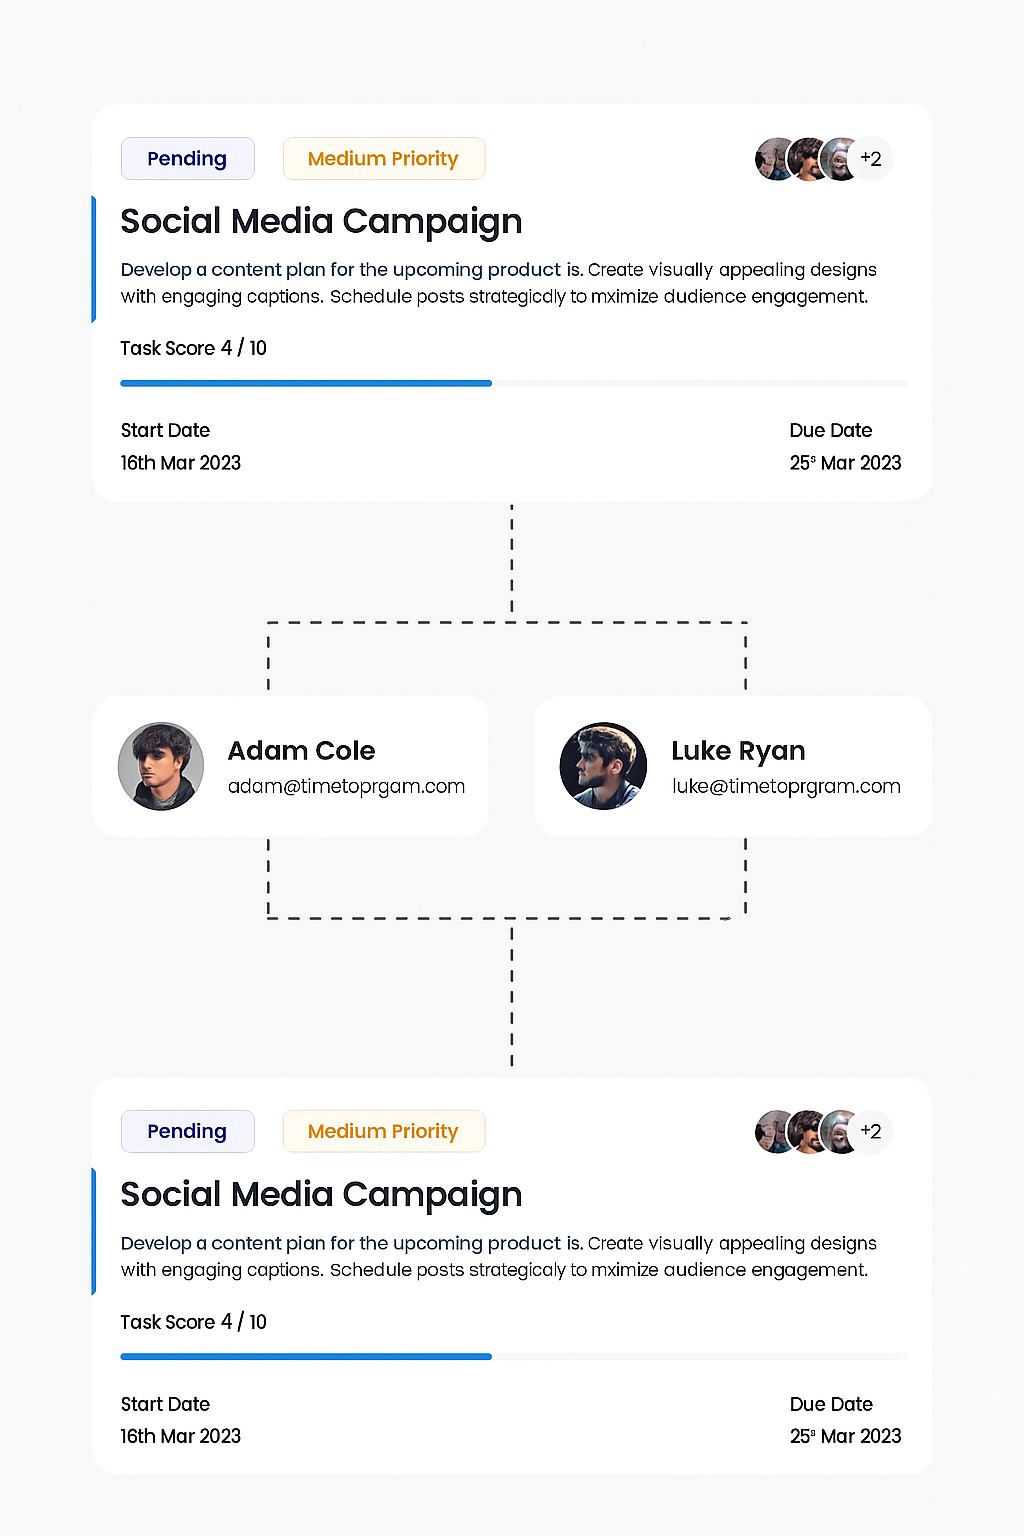 Pending
Medium Priority
+2
Social Media Campaign
Develop a content plan for the upcoming product is. Create visually appealing designs
with engaging captions. Schedule posts strategicdly to mximize dudience engagement.
Task Score 4 / 10
Start Date
Due Date
16th Mar 2023
25ˢ Mar 2023
Adam Cole
adam@timetoprgam.com
Luke Ryan
luke@timetoprgram.com
Pending
Medium Priority
+2
Social Media Campaign
Develop a content pian for the upcoming product is. Create visually appealing designs
with engaging captions. Schedule posts strategicaly to mximize audience engagement.
Task Score 4 / 10
Start Date
Due Date
16th Mar 2023
25ᵃ Mar 2023